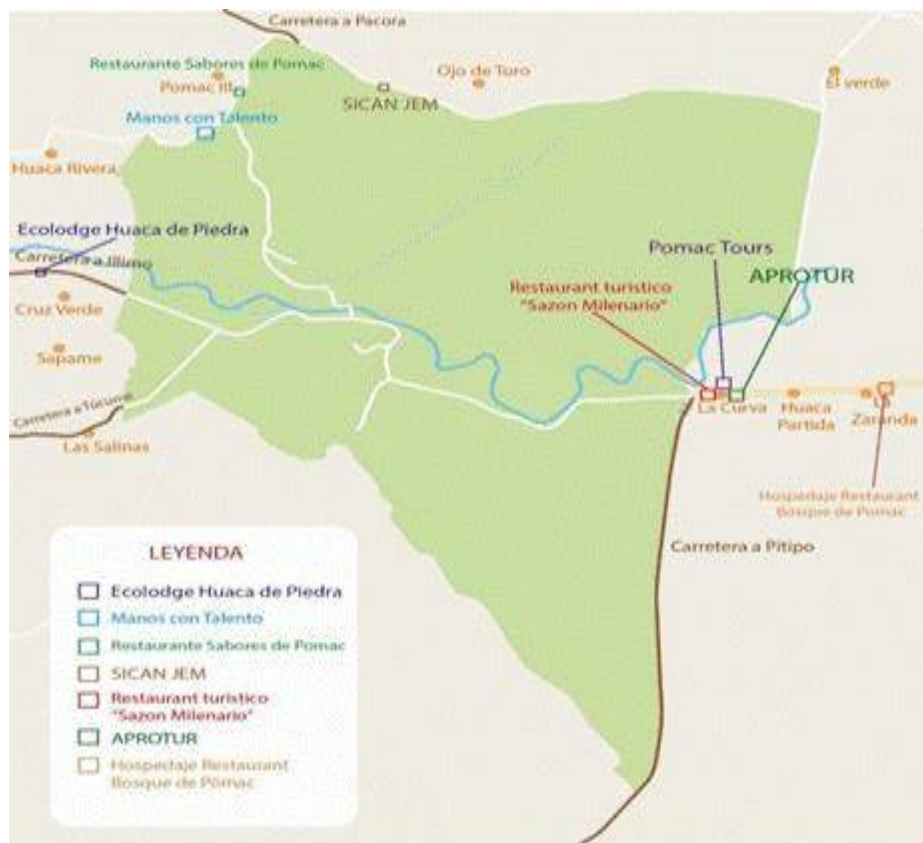 Carretera a Pacora
Restaurante Sabores de Pomac
Pomac III
Ojo de Toro
El verde
SICAN JEM
Manos con Talento
Huaca Rivera
Ecolodge Huaca de Piedra
Carretera a Illimo
Pomac Tours
APROTUR
Restaurant turistico
"Sazon Milenario"
Cruz Verde
Sapame
Carretera a Tucume
Las Salinas
La Curva
Huaca
Partida
Zaranda
Hospedaje Restaurant
Bosque de Pomac
Carretera a Pitipo
LEYENDA
Ecolodge Huaca de Piedra
Manos con Talento
Restaurante Sabores de Pomac
SICAN JEM
Restaurant turistico
"Sazon Milenario"
APROTUR
Hospedaje Restaurant
Bosque de Pomac